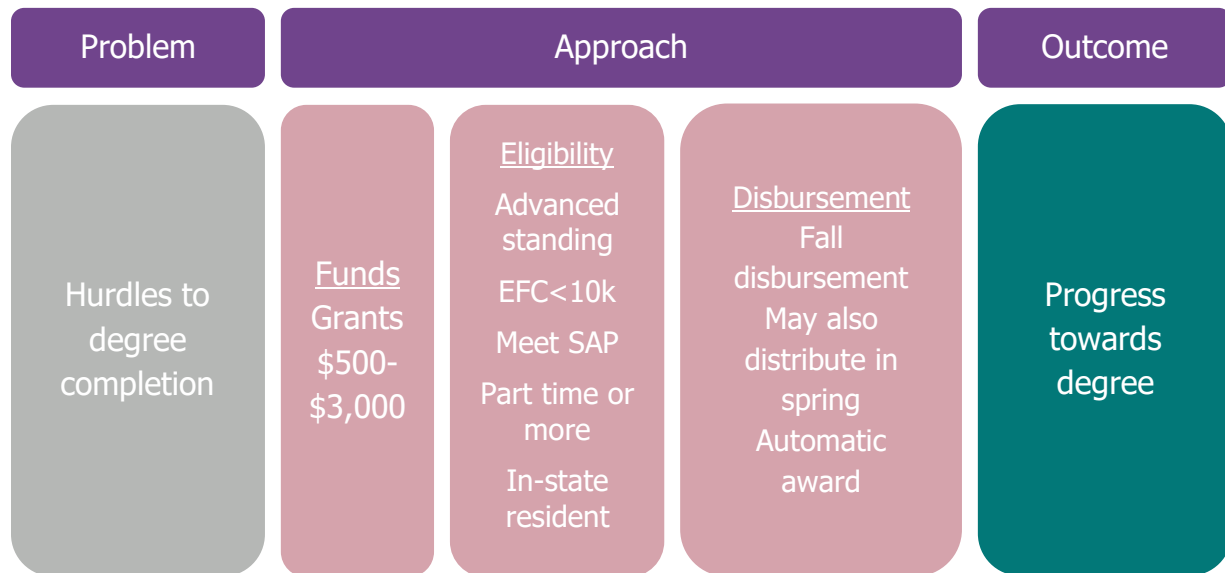 Problem
Approach
Outcome
Hurdles to
degree
completion
Funds
Grants
$500-
$3,000
Eligibility
Advanced
standing
EFC<10k
Meet SAP
Part time or
more
In-state
resident
Disbursement
Fall
disbursement
May also
distribute in
spring
Automatic
award
Progress
towards
degree